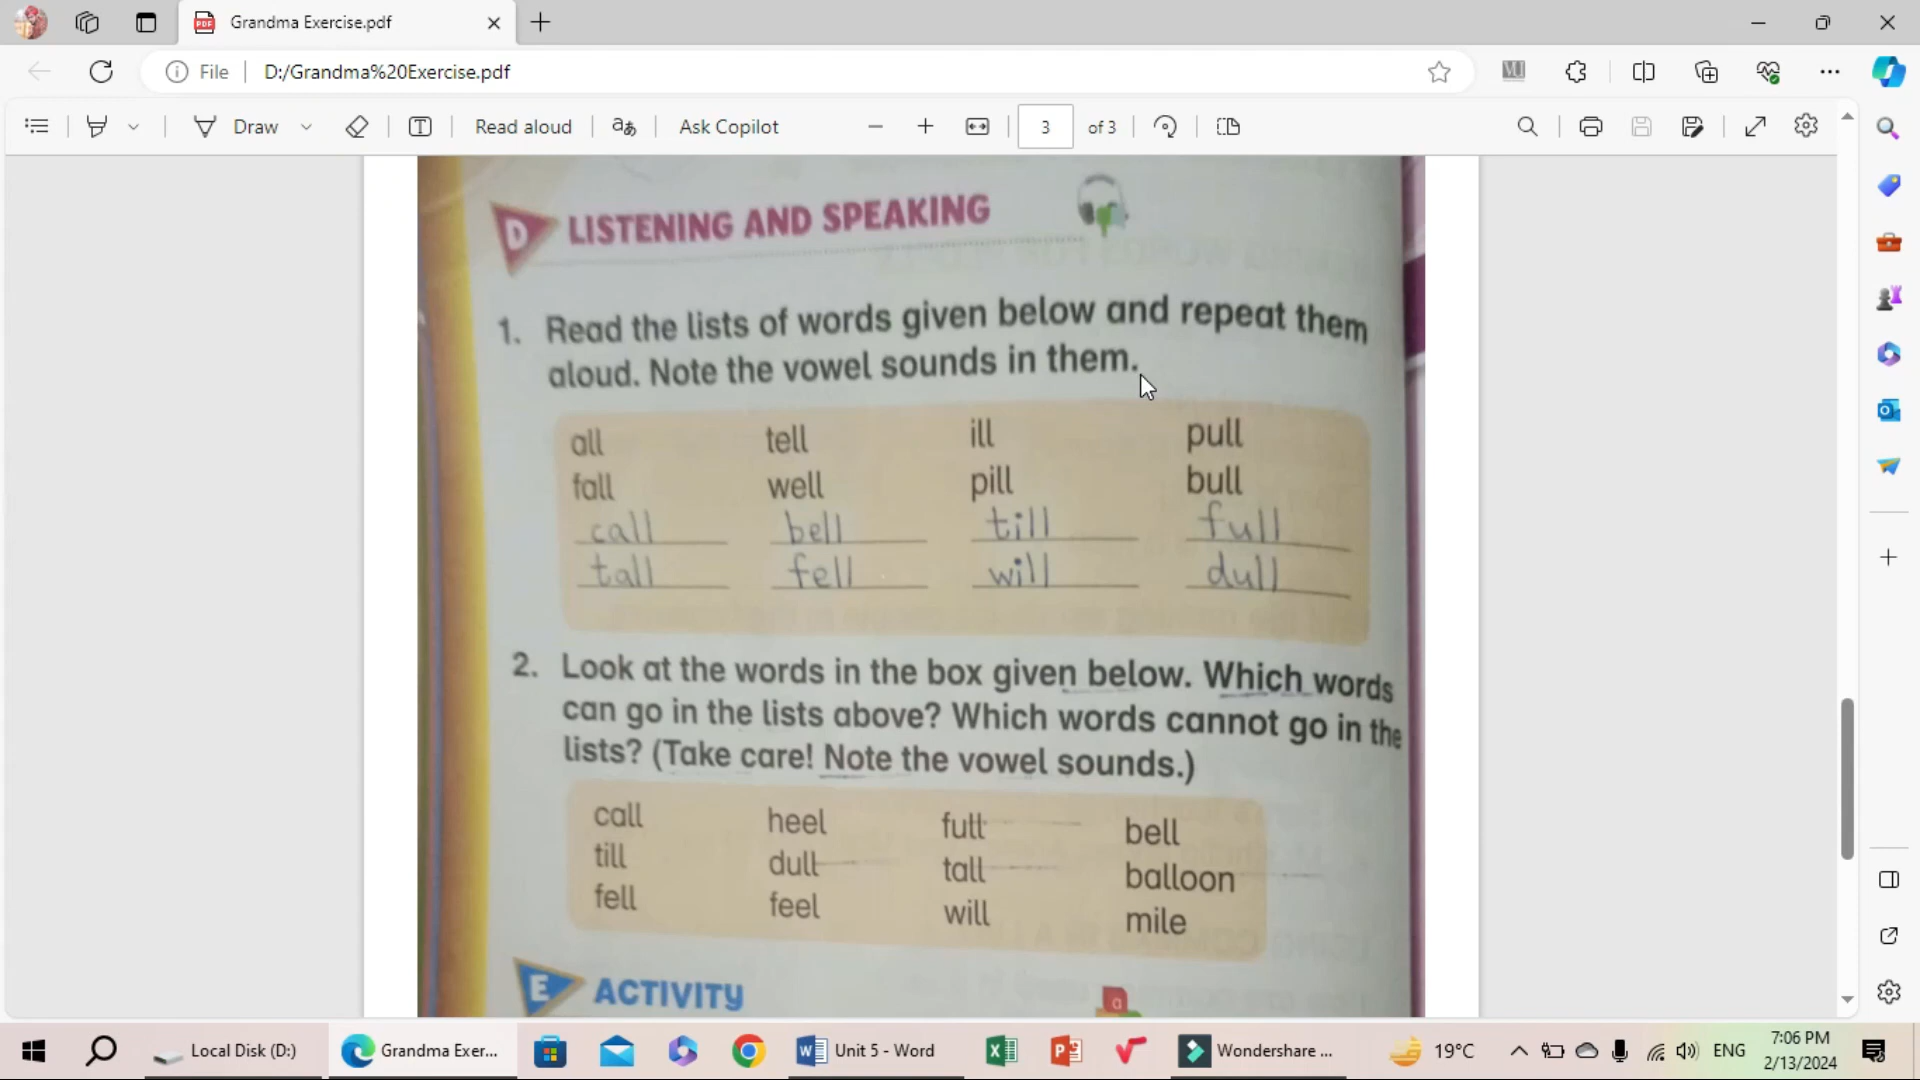 Grandma Exercise.pdf
File D:/Grandma%20Exercise.pdf
Draw Read aloud Ask Copilot 3 of 3
D LISTENING AND SPEAKING
1. Read the lists of words given below and repeat them
aloud. Note the vowel sounds in them.
all tell ill pull
fall well pill bull
call bell till full
tall fell will dull
2. Look at the words in the box given below. Which words
can go in the lists above? Which words cannot go in the
lists? (Take care! Note the vowel sounds.)
call heel full bell
till dull tall balloon
fell feel will mile
E ACTIVITY
a
Local Disk (D:) Grandma Exer... Unit 5 - Word Wondershare ... 19°C ENG 7:06 PM
2/13/2024